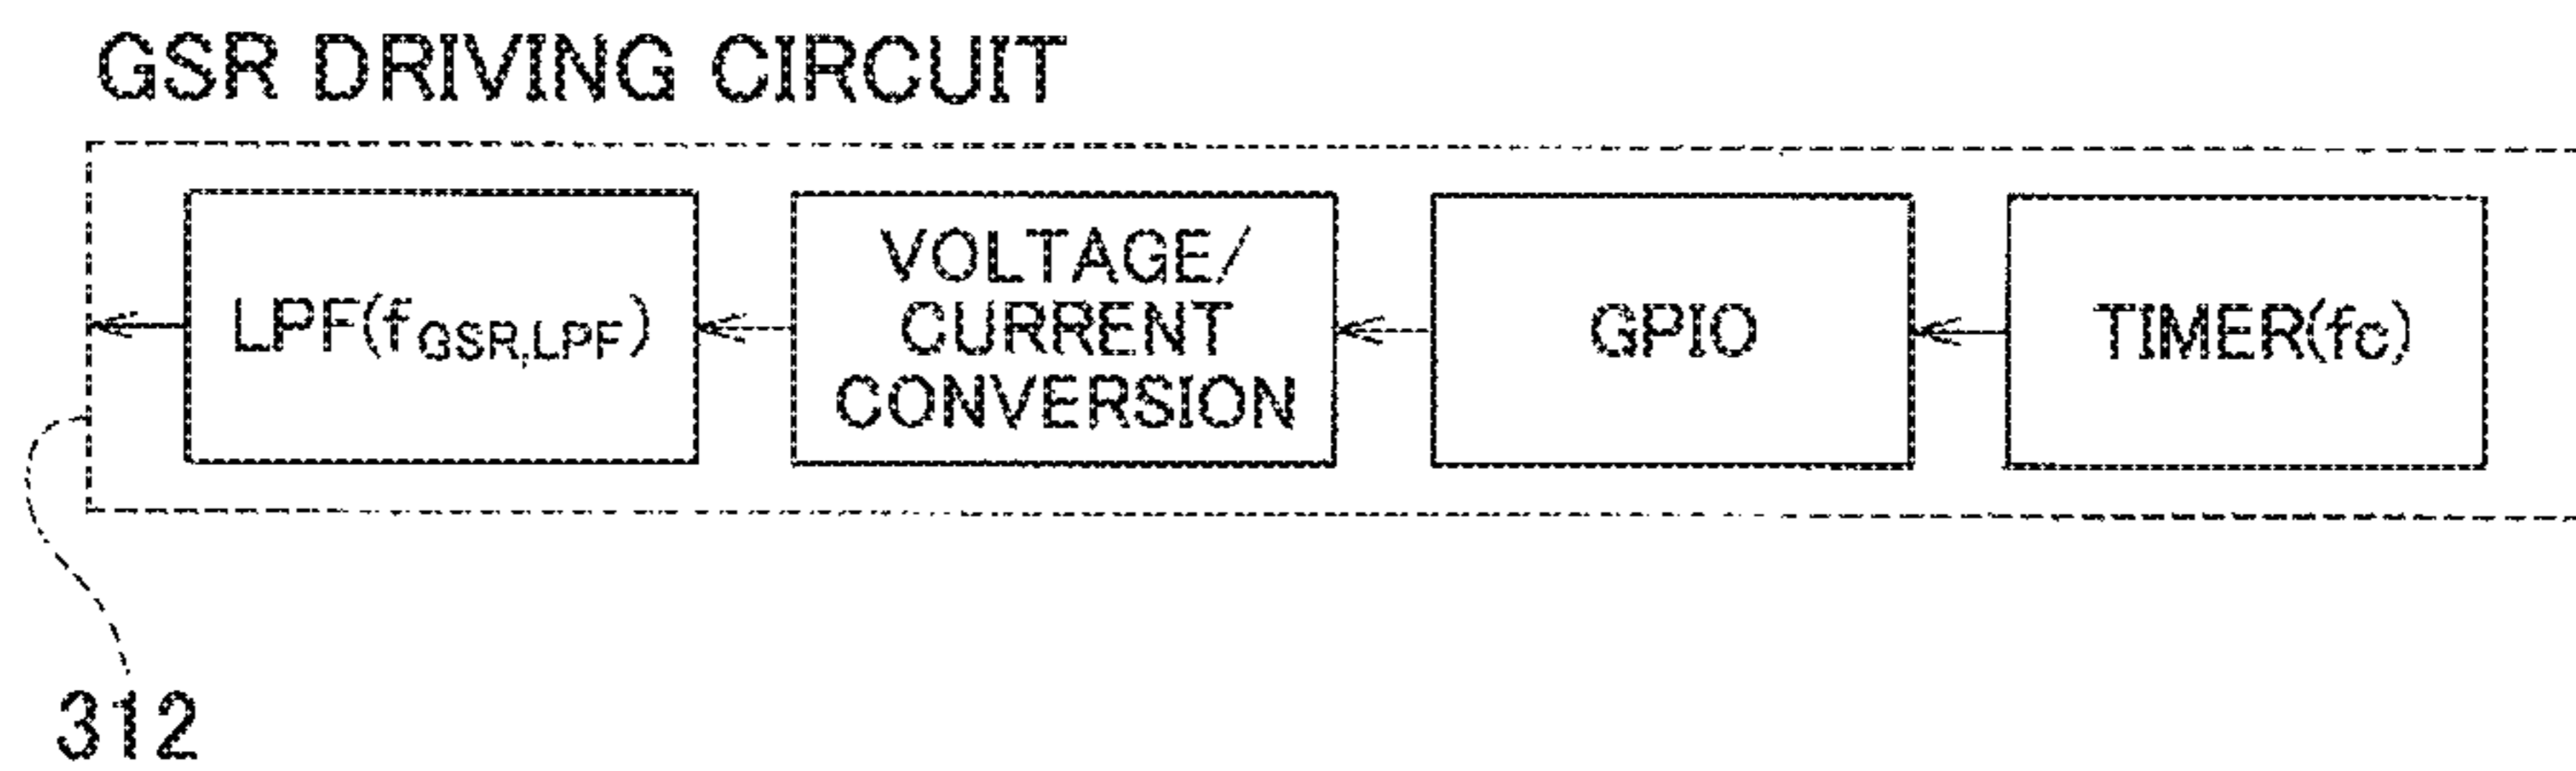 GSR DRIVING CIRCUIT
LPF(fGSR,LPF)
VOLTAGE/
CURRENT
CONVERSION
GPIO
TIMER(fc)
312